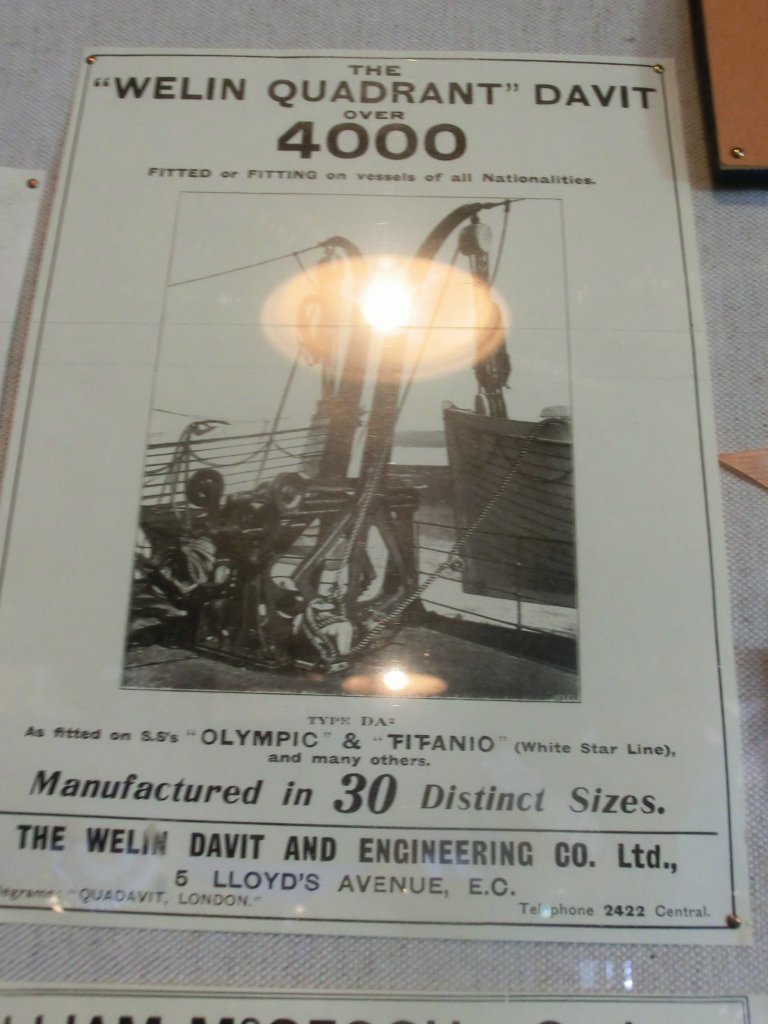 THE
"WELIN QUADRANT" DAVIT
OVER
4000
FITTED or FITTING on vessels of all Nationalities.
TYPE DA:
As fitted on S.S's "OLYMPIC" & "TITANIC" (White Star Line),
and many others.
Manufactured in 30 Distinct Sizes.
THE WELIN DAVIT AND ENGINEERING CO. Ltd.,
5 LLOYD'S AVENUE, E.C.
"QUADAVIT, LONDON."
Telephone 2422 Central.